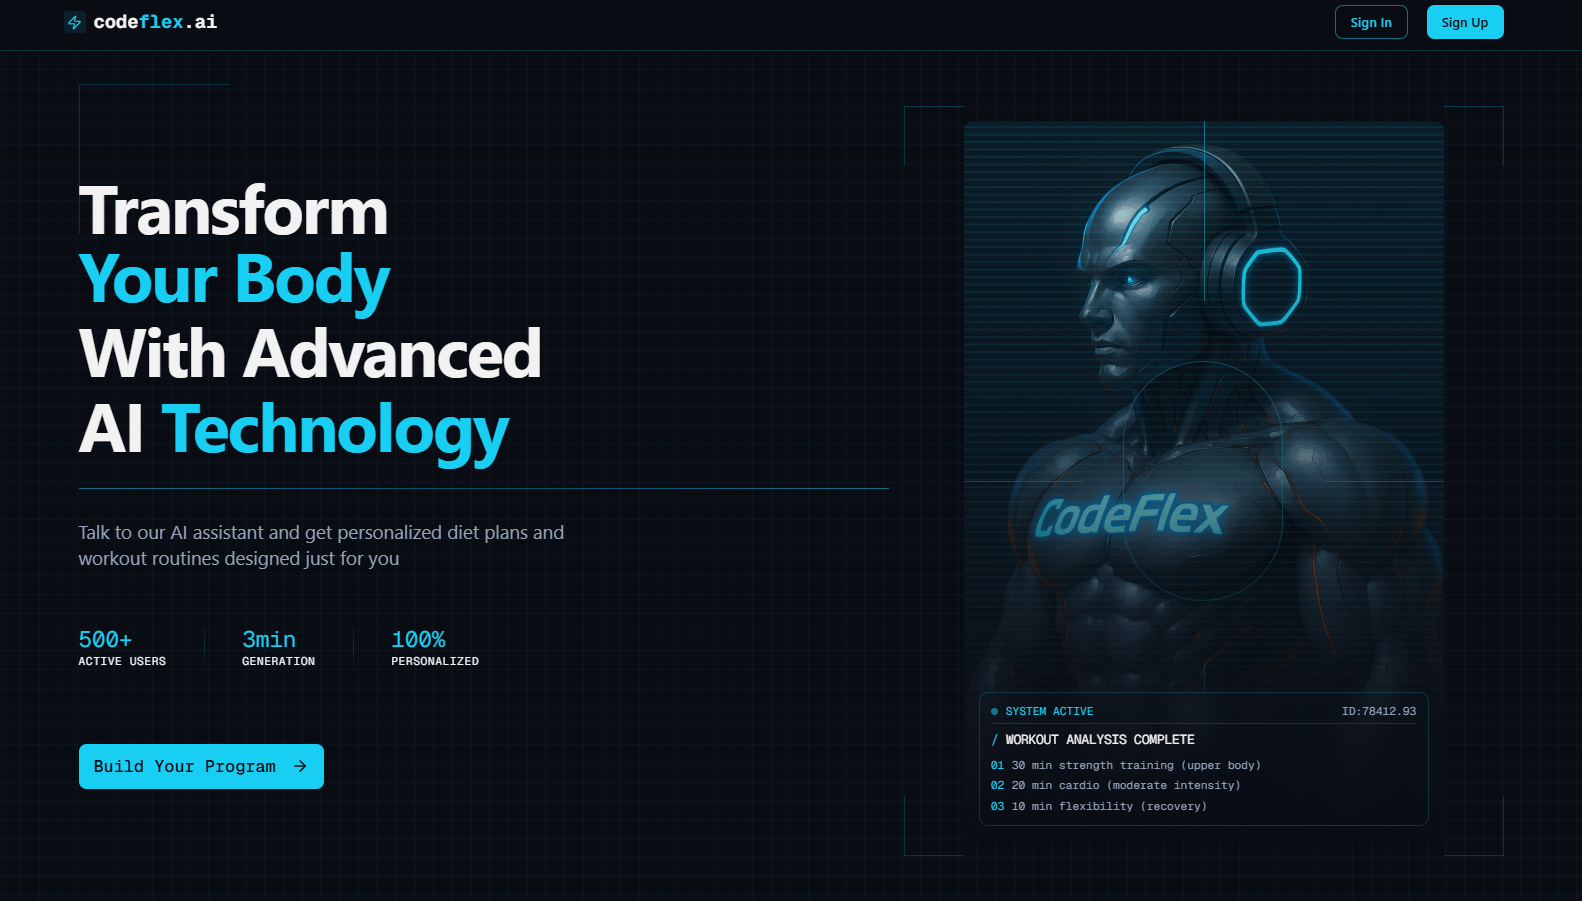 codeflex.ai
Sign In
Sign Up
Transform
Your Body
With Advanced
AI Technology
Talk to our AI assistant and get personalized diet plans and
workout routines designed just for you
500+
ACTIVE USERS
3min
GENERATION
100%
PERSONALIZED
Build Your Program →
CodeFlex
SYSTEM ACTIVE
ID:78412.93
/ WORKOUT ANALYSIS COMPLETE
01 30 min strength training (upper body)
02 20 min cardio (moderate intensity)
03 10 min flexibility (recovery)